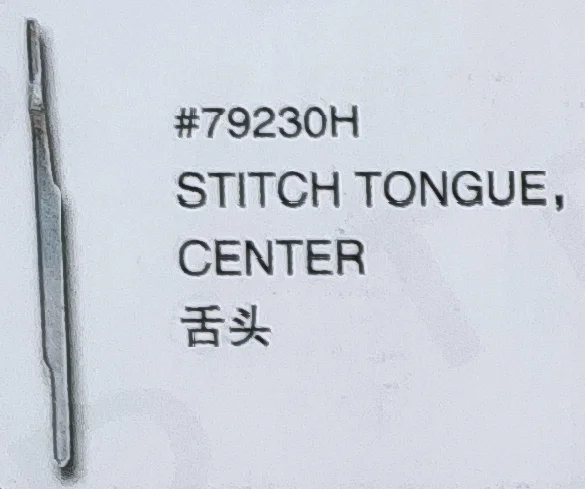 #79230H
STITCH TONGUE,
CENTER
舌头